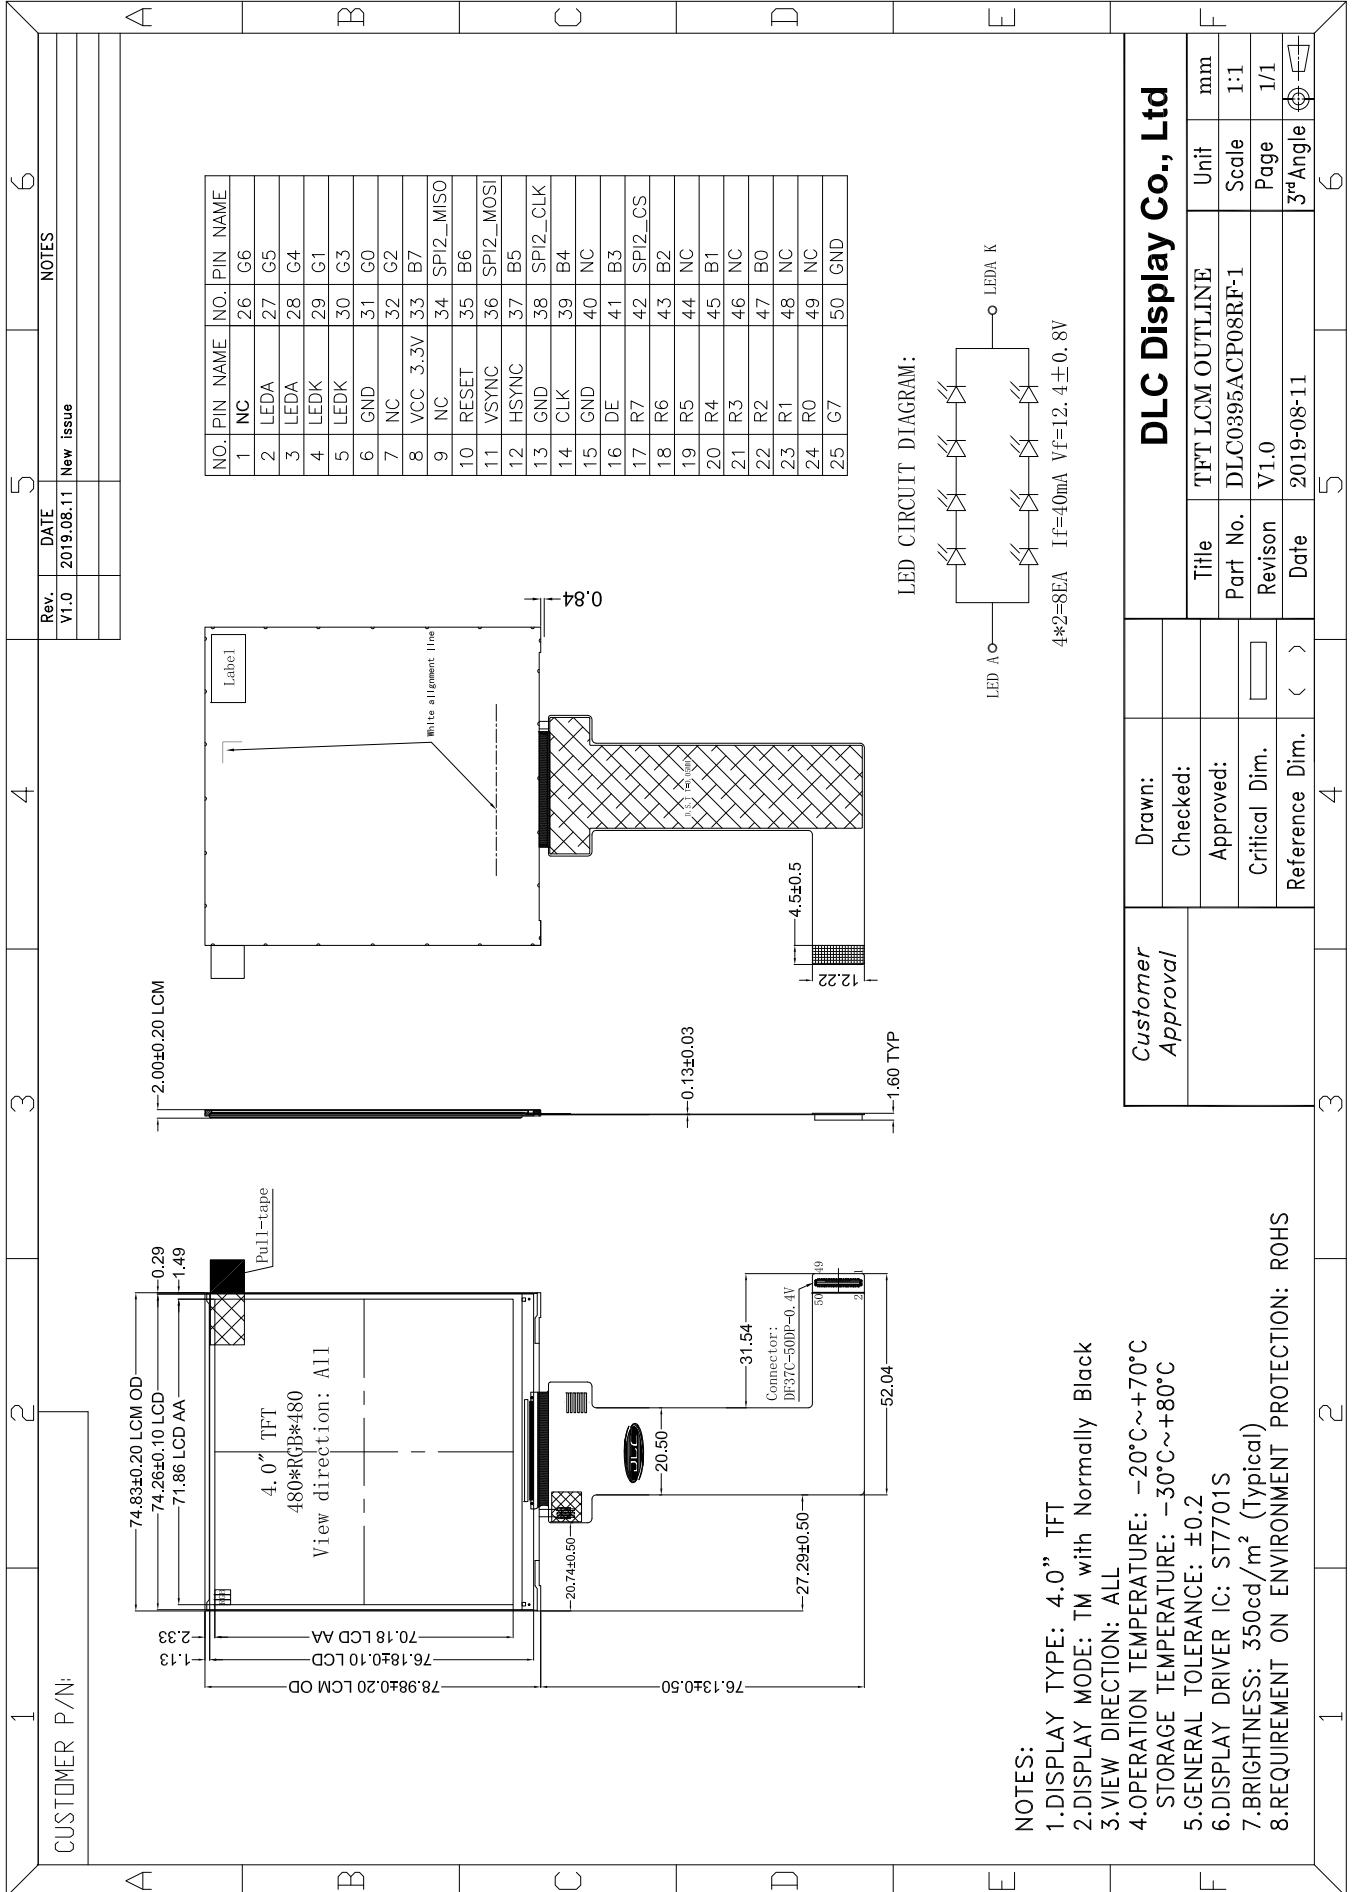 1
2
3
4
5
6
A
B
C
D
E
F
CUSTOMER P/N:
Rev.
DATE
NOTES
V1.0
2019.08.11
New issue
74.83±0.20 LCM OD
0.29
74.26±0.10 LCD
1.49
71.86 LCD AA
2.33
1.13
70.18 LCD AA
76.18±0.10 LCD
78.98±0.20 LCM OD
76.13±0.50
4.0" TFT
480*RGB*480
View direction: All
Pull-tape
20.74±0.50
20.50
27.29±0.50
31.54
52.04
Connector:
DF37C-50DP-0.4V
50
49
2
1
2.00±0.20 LCM
0.13±0.03
1.60 TYP
Label
White alignment line
0.84
4.5±0.5
12.22
NO. PIN NAME NO. PIN NAME
1 NC 26 G6
2 LEDA 27 G5
3 LEDA 28 G4
4 LEDK 29 G1
5 LEDK 30 G3
6 GND 31 G0
7 NC 32 G2
8 VCC 3.3V 33 B7
9 NC 34 SPI2_MISO
10 RESET 35 B6
11 VSYNC 36 SPI2_MOSI
12 HSYNC 37 B5
13 GND 38 SPI2_CLK
14 CLK 39 B4
15 GND 40 NC
16 DE 41 B3
17 R7 42 SPI2_CS
18 R6 43 B2
19 R5 44 NC
20 R4 45 B1
21 R3 46 NC
22 R2 47 B0
23 R1 48 NC
24 R0 49 NC
25 G7 50 GND
LED CIRCUIT DIAGRAM:
LED A
LEDA K
4*2=8EA If=40mA Vf=12.4±0.8V
NOTES:
1.DISPLAY TYPE: 4.0" TFT
2.DISPLAY MODE: TM with Normally Black
3.VIEW DIRECTION: ALL
4.OPERATION TEMPERATURE: -20°C~+70°C
STORAGE TEMPERATURE: -30°C~+80°C
5.GENERAL TOLERANCE: ±0.2
6.DISPLAY DRIVER IC: ST7701S
7.BRIGHTNESS: 350cd/m² (Typical)
8.REQUIREMENT ON ENVIRONMENT PROTECTION: ROHS
Customer
Approval
Drawn:
Checked:
Approved:
Critical Dim.
Reference Dim. ( )
DLC Display Co., Ltd
Title TFT LCM OUTLINE Unit mm
Part No. DLC0395ACP08RF-1 Scale 1:1
Revison V1.0 Page 1/1
Date 2019-08-11 3rd Angle
1
2
3
4
5
6
A
B
C
D
E
F